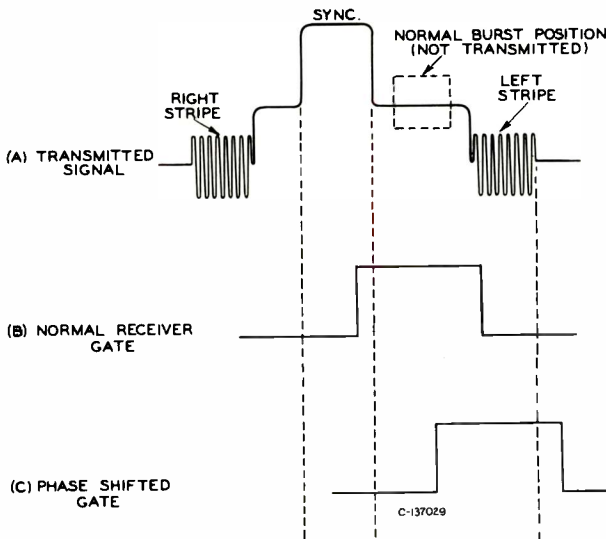 SYNC.
NORMAL BURST POSITION
(NOT TRANSMITTED)
RIGHT
STRIPE
LEFT
STRIPE
(A) TRANSMITTED
SIGNAL
(B) NORMAL RECEIVER
GATE
(C) PHASE SHIFTED
GATE
C-137029